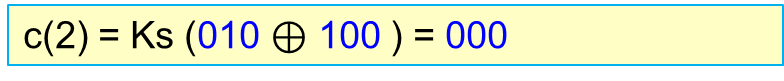 c(2) = Ks (010 ⊕ 100 ) = 000